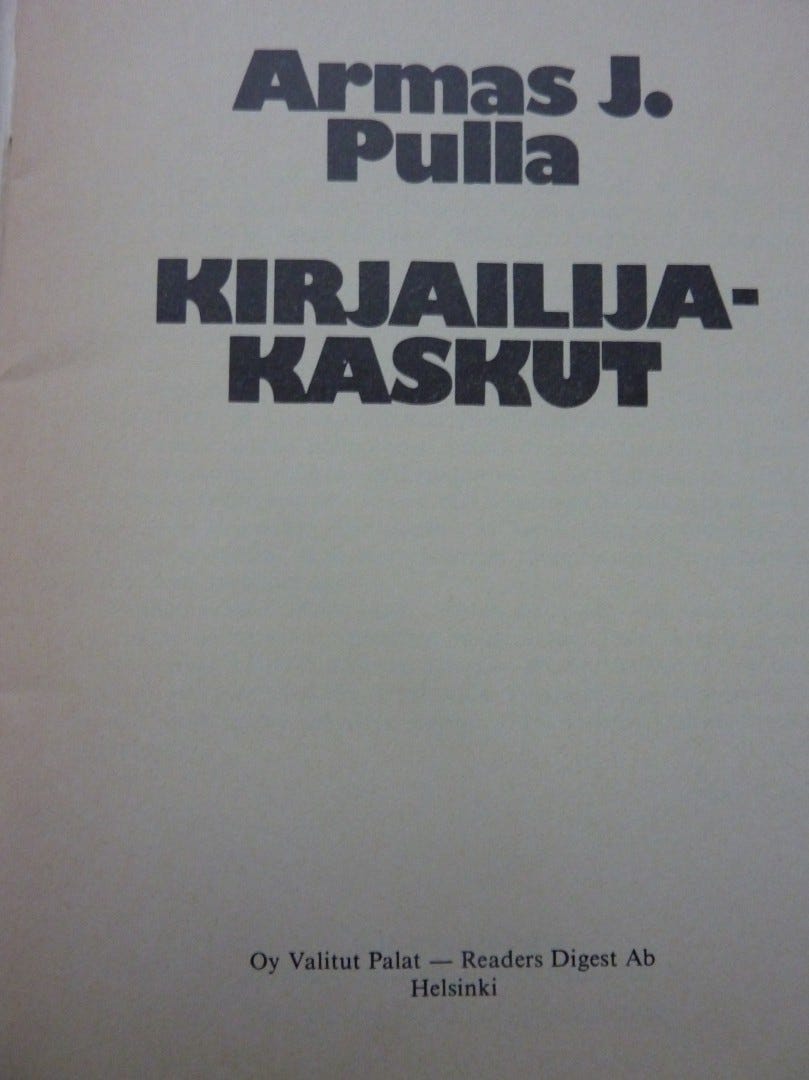 Armas J.
Pulla
KIRJAILIJA-
KASKUT
Oy Valitut Palat — Readers Digest Ab
Helsinki